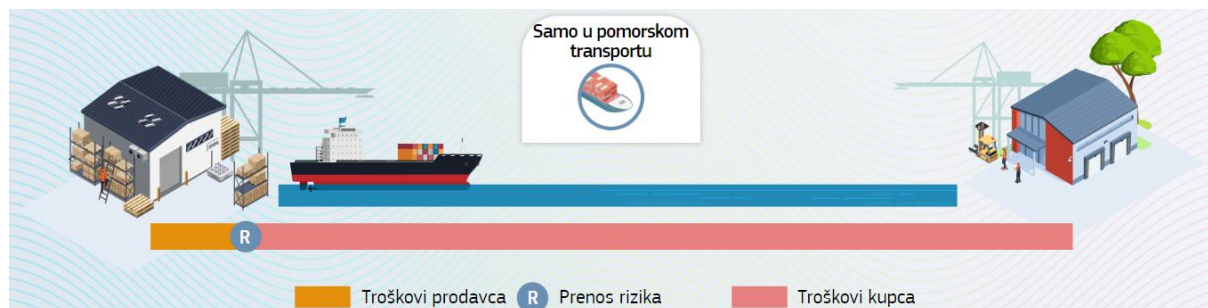 Samo u pomorskom
transportu
R
Troškovi prodavca
R
Prenos rizika
Troškovi kupca